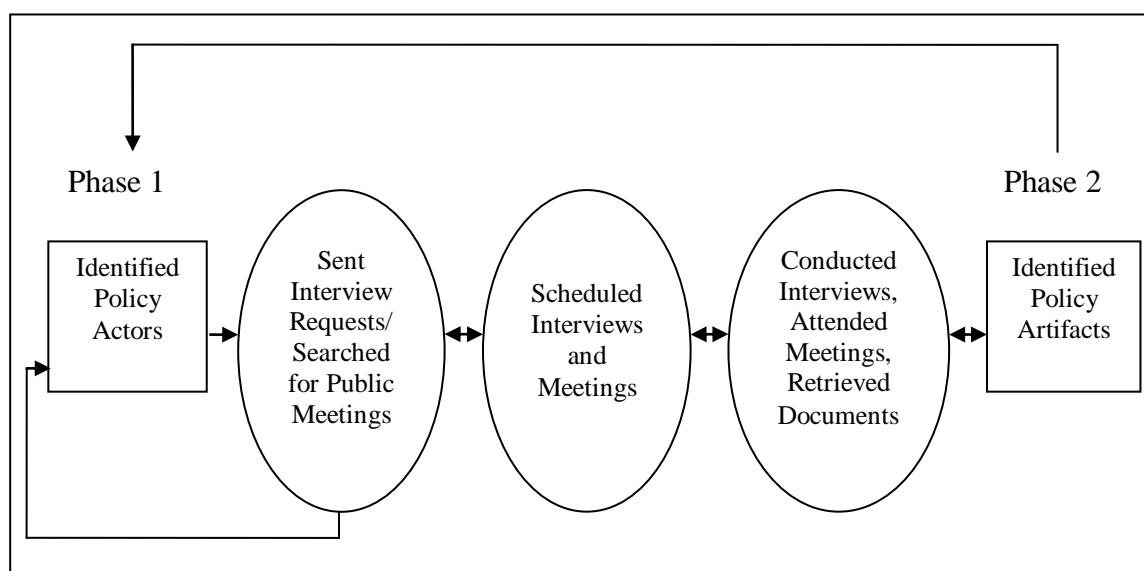 Phase 1
Phase 2
Identified
Policy
Actors
Sent
Interview
Requests/
Searched
for Public
Meetings
Scheduled
Interviews
and
Meetings
Conducted
Interviews,
Attended
Meetings,
Retrieved
Documents
Identified
Policy
Artifacts